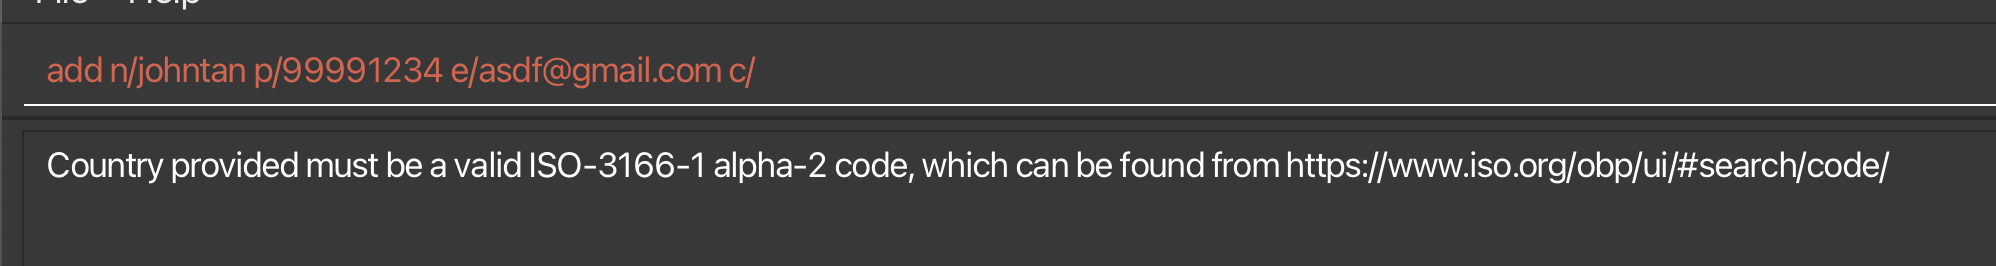 File Help
add n/johntan p/99991234 e/asdf@gmail.com c/
Country provided must be a valid ISO-3166-1 alpha-2 code, which can be found from https://www.iso.org/obp/ui/#search/code/